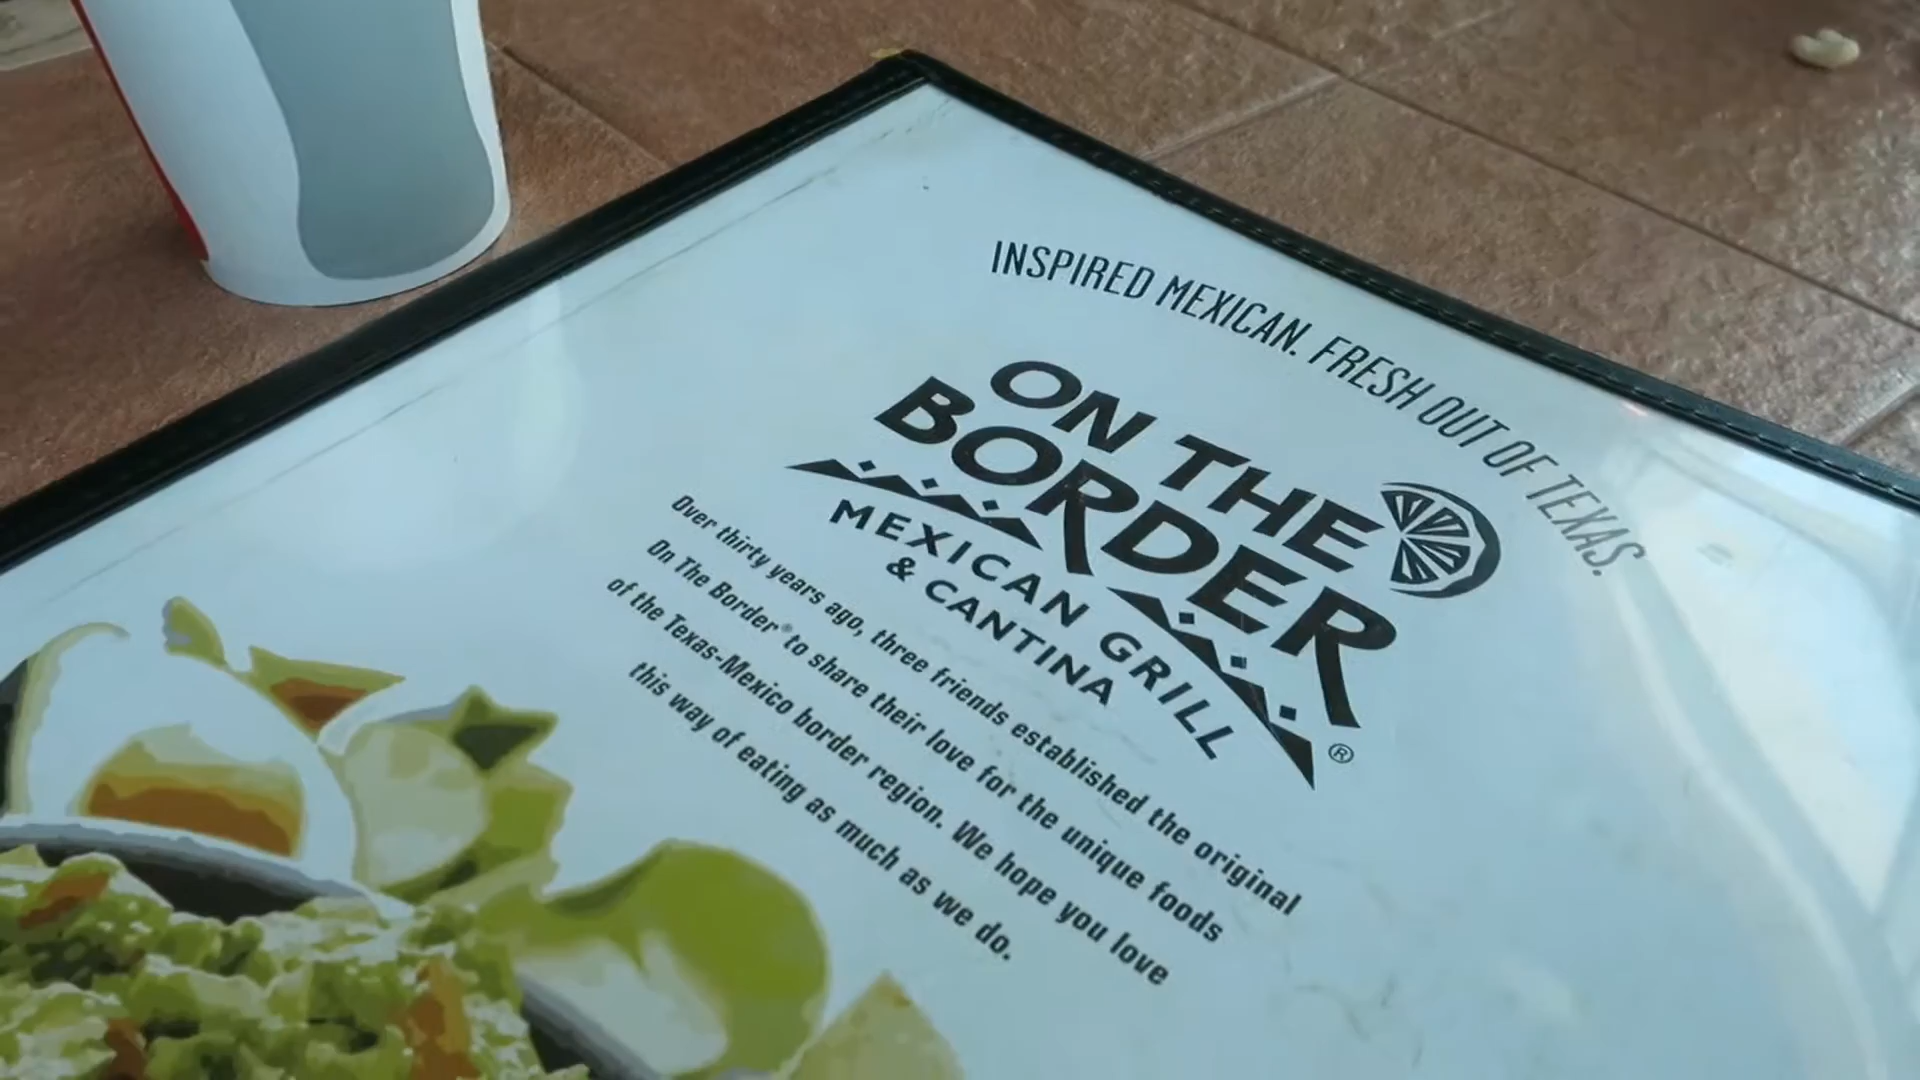 INSPIRED MEXICAN. FRESH OUT OF TEXAS.
ON THE
BORDER
MEXICAN GRILL
& CANTINA
®
Over thirty years ago, three friends established the original
On The Border® to share their love for the unique foods
of the Texas-Mexico border region. We hope you love
this way of eating as much as we do.